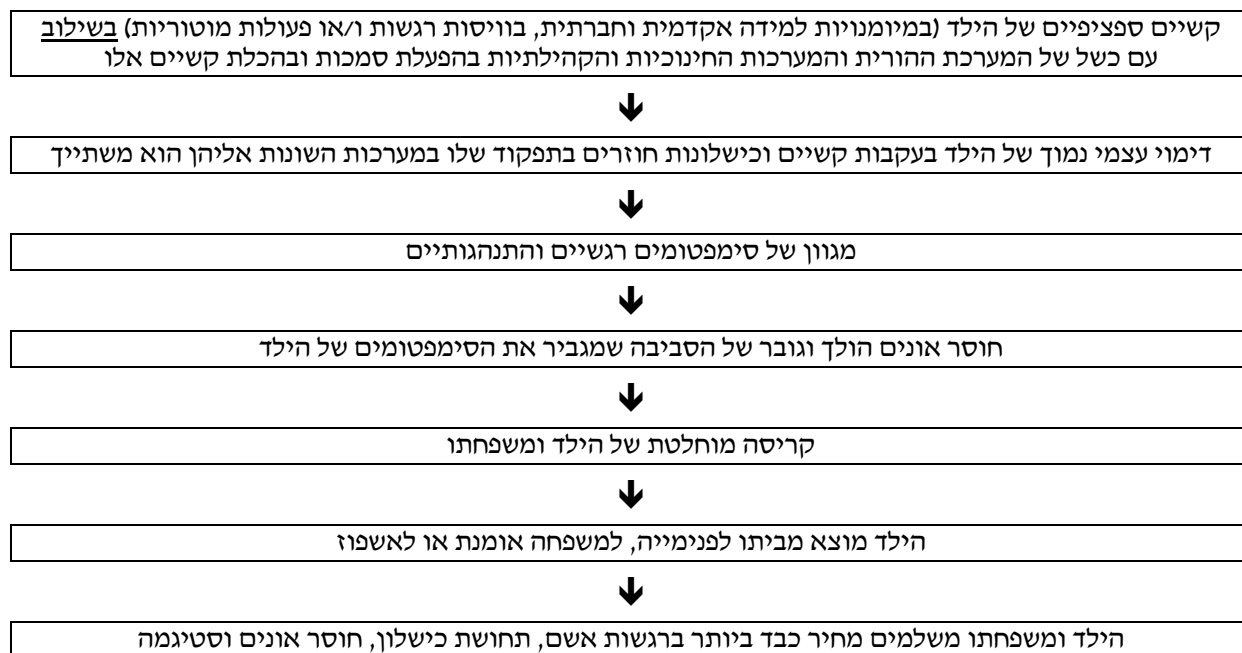 קשיים ספציפיים של הילד (במיומנויות למידה אקדמית וחברתית, בוויסות רגשות ו/או פעולות מוטוריות) בשילוב
עם כשל של המערכת ההורית והמערכות החינוכיות והקהילתיות בהפעלת סמכות ובהכלת קשיים אלו
דימוי עצמי נמוך של הילד בעקבות קשיים וכישלונות חוזרים בתפקוד שלו במערכות השונות אליהן הוא משתייך
מגוון של סימפטומים רגשיים והתנהגותיים
חוסר אונים הולך וגובר של הסביבה שמגביר את הסימפטומים של הילד
קריסה מוחלטת של הילד ומשפחתו
הילד מוצא מביתו לפנימייה, למשפחה אומנת או לאשפוז
הילד ומשפחתו משלמים מחיר כבד ביותר ברגשות אשם, תחושת כישלון, חוסר אונים וסטיגמה